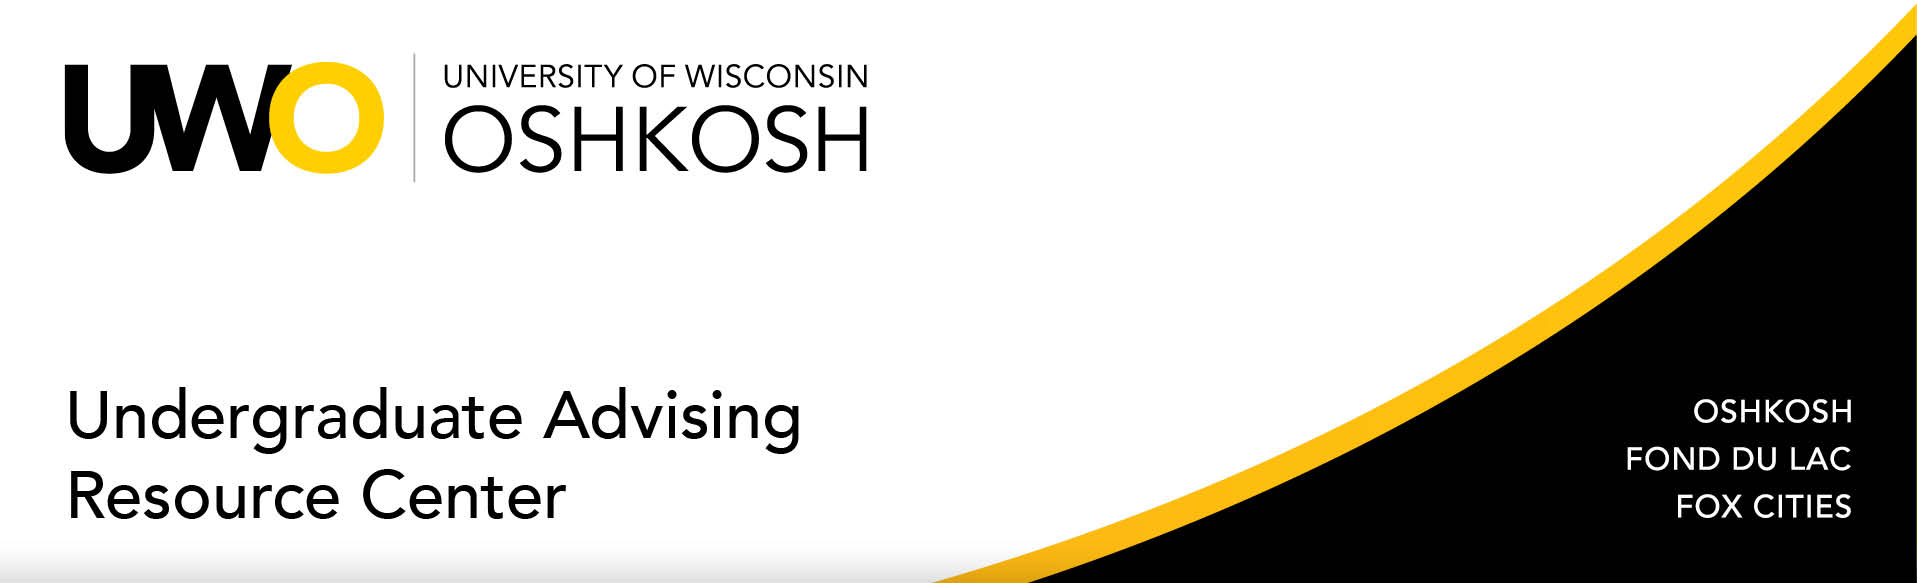 UWO
UNIVERSITY OF WISCONSIN
OSHKOSH
Undergraduate Advising
Resource Center
OSHKOSH
FOND DU LAC
FOX CITIES